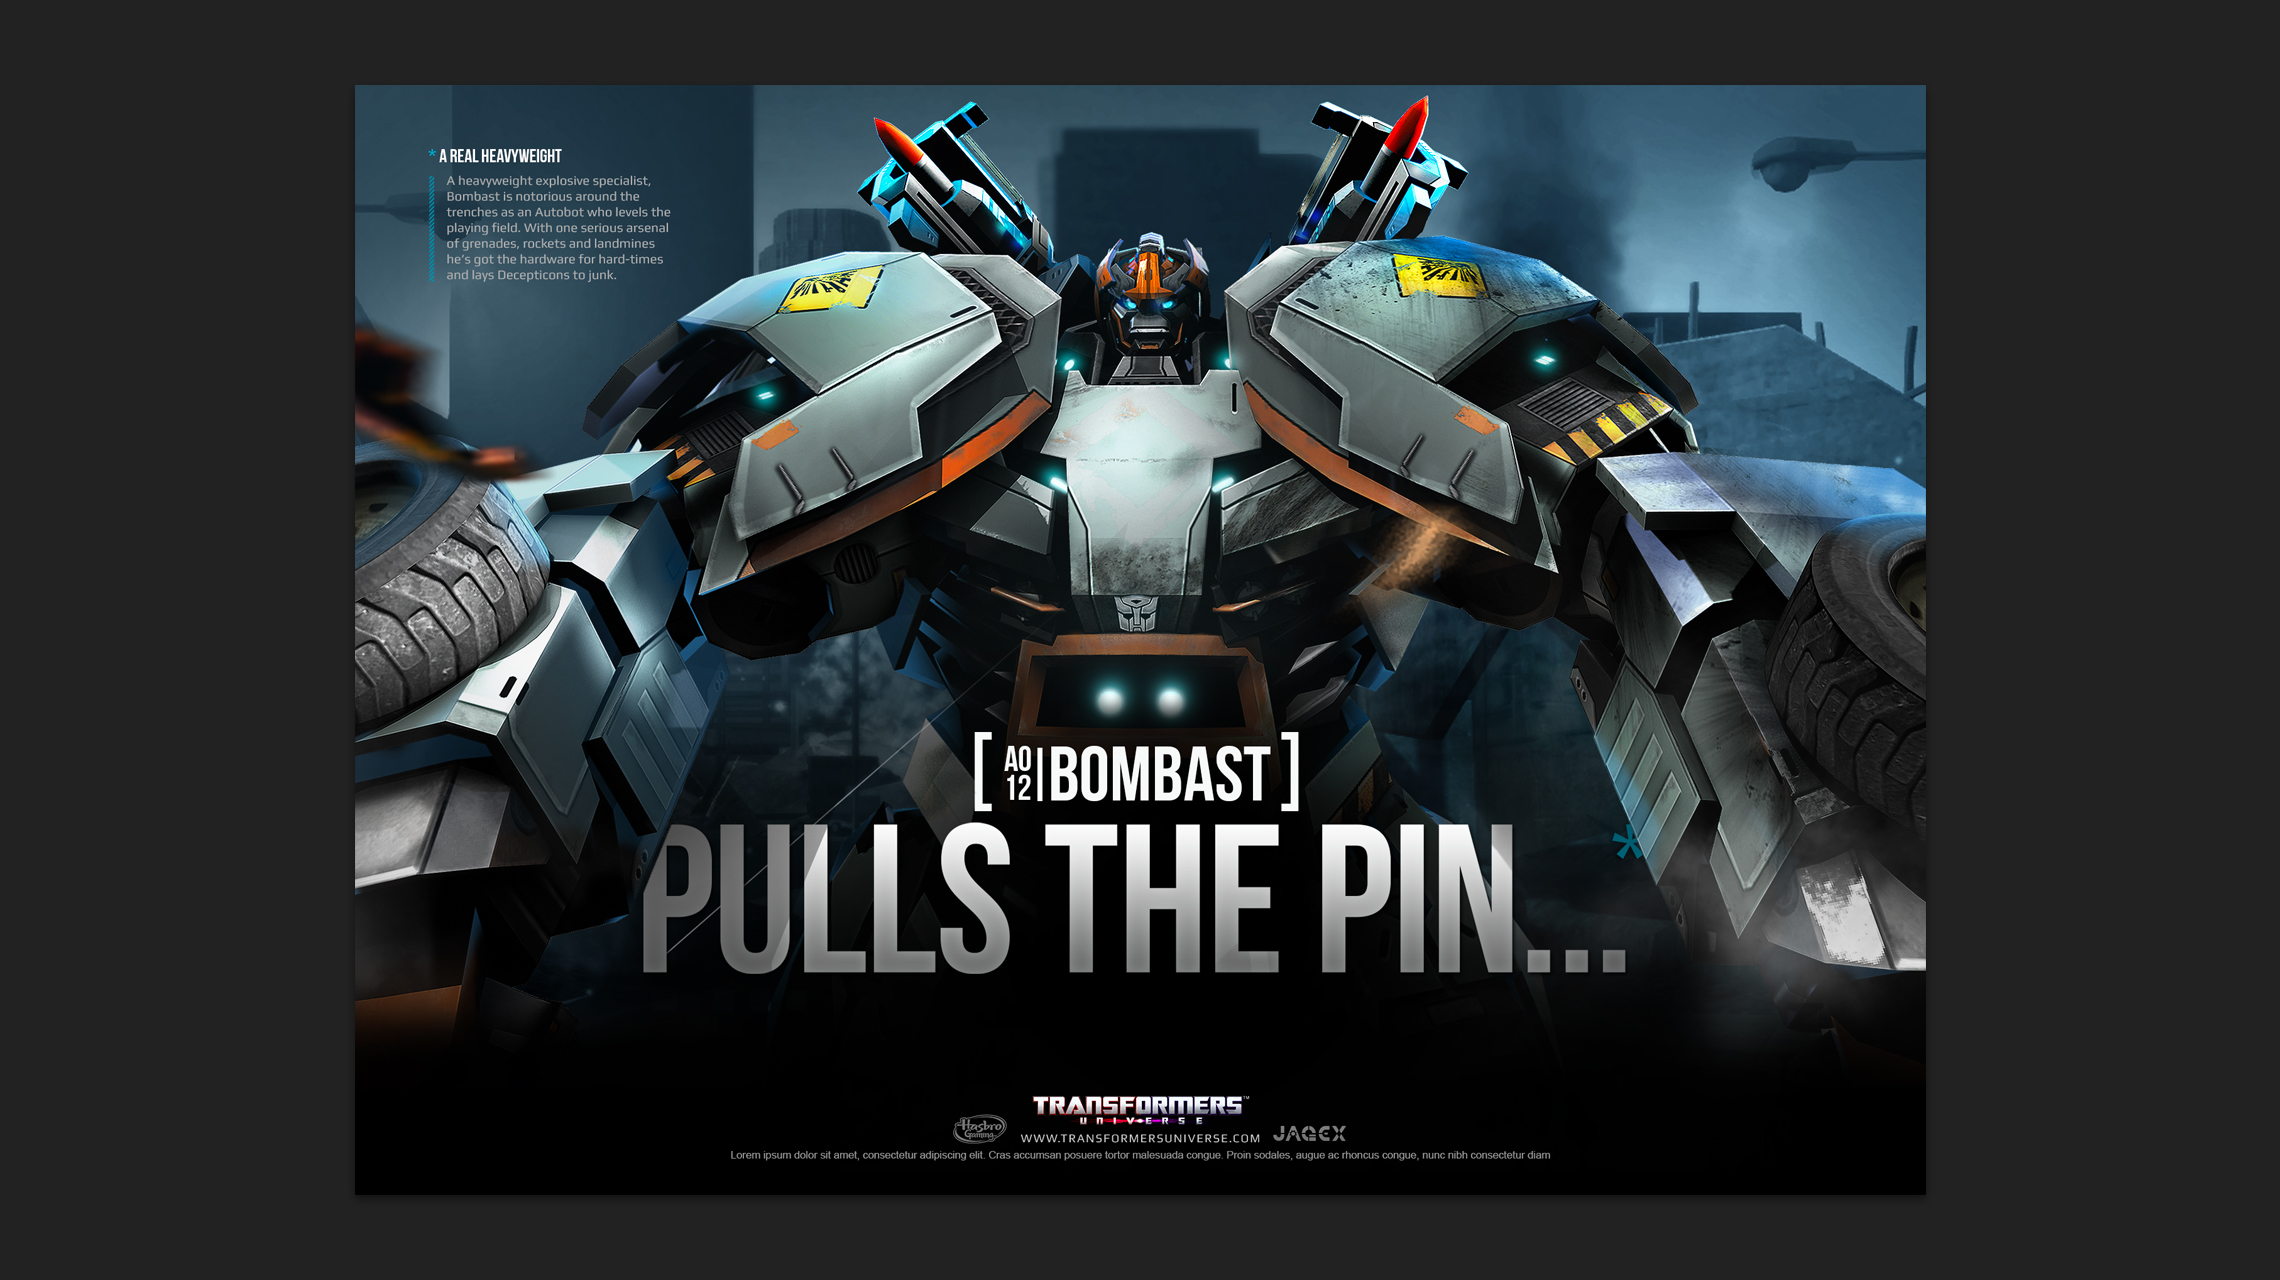 * A REAL HEAVYWEIGHT
A heavyweight explosive specialist,
Bombast is notorious around the
trenches as an Autobot who levels the
playing field. With one serious arsenal
of grenades, rockets and landmines
he's got the hardware for hard-times
and lays Decepticons to junk.
[ A0 12 | BOMBAST ]
PULLS THE PIN... *
TRANSFORMERS™
UNIVERSE
Hasbro
Gaming
WWW.TRANSFORMERSUNIVERSE.COM
JAGEX
Lorem ipsum dolor sit amet, consectetur adipiscing elit. Cras accumsan posuere tortor malesuada congue. Proin sodales, augue ac rhoncus congue, nunc nibh consectetur diam